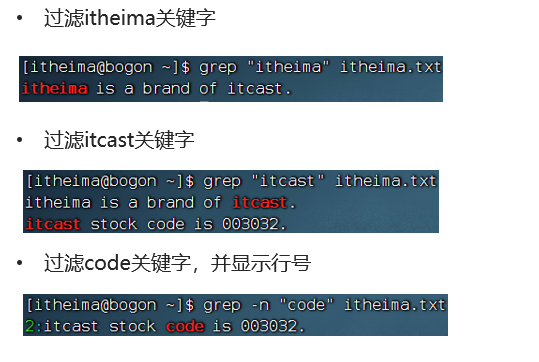 • 过滤itheima关键字
[itheima@bogon ~]$ grep "itheima" itheima.txt
itheima is a brand of itcast.
• 过滤itcast关键字
[itheima@bogon ~]$ grep "itcast" itheima.txt
itheima is a brand of itcast.
itcast stock code is 003032.
• 过滤code关键字，并显示行号
[itheima@bogon ~]$ grep -n "code" itheima.txt
2:itcast stock code is 003032.